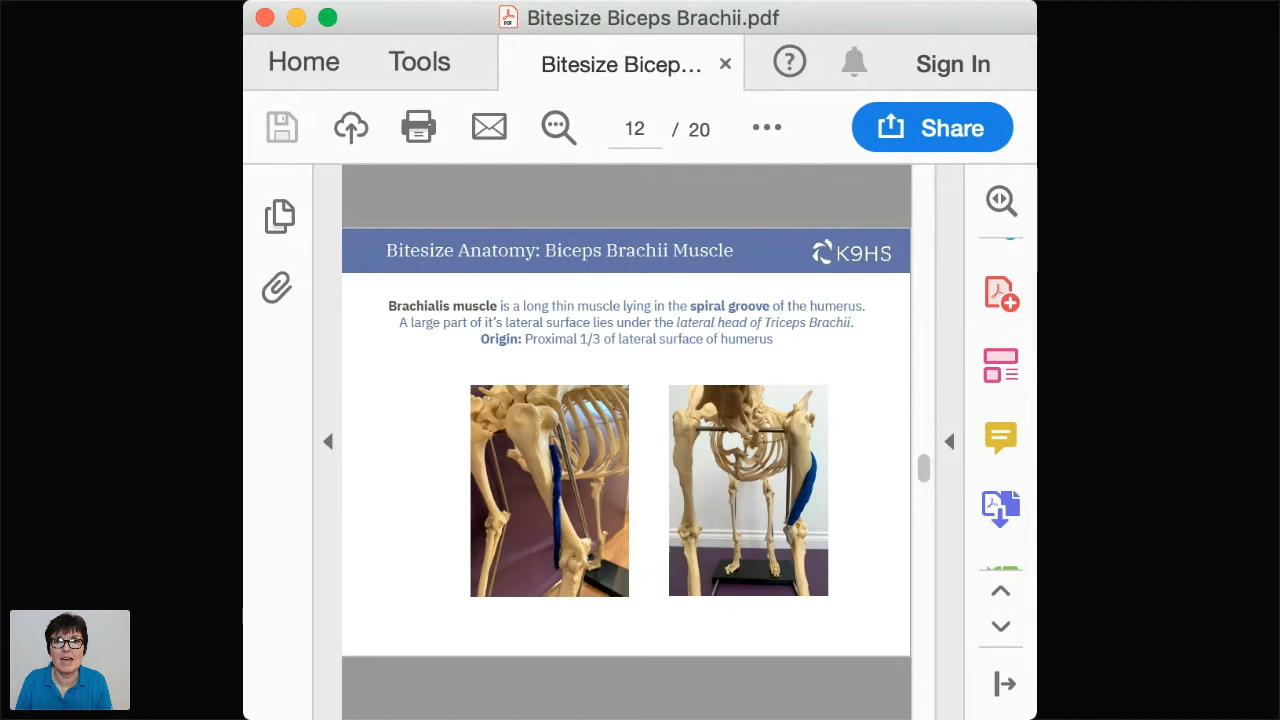 Bitesize Biceps Brachii.pdf
Home
Tools
Bitesize Bicep...
Sign In
12 / 20
Share
Bitesize Anatomy: Biceps Brachii Muscle
K9HS
Brachialis muscle is a long thin muscle lying in the spiral groove of the humerus.
A large part of it's lateral surface lies under the lateral head of Triceps Brachii.
Origin: Proximal 1/3 of lateral surface of humerus